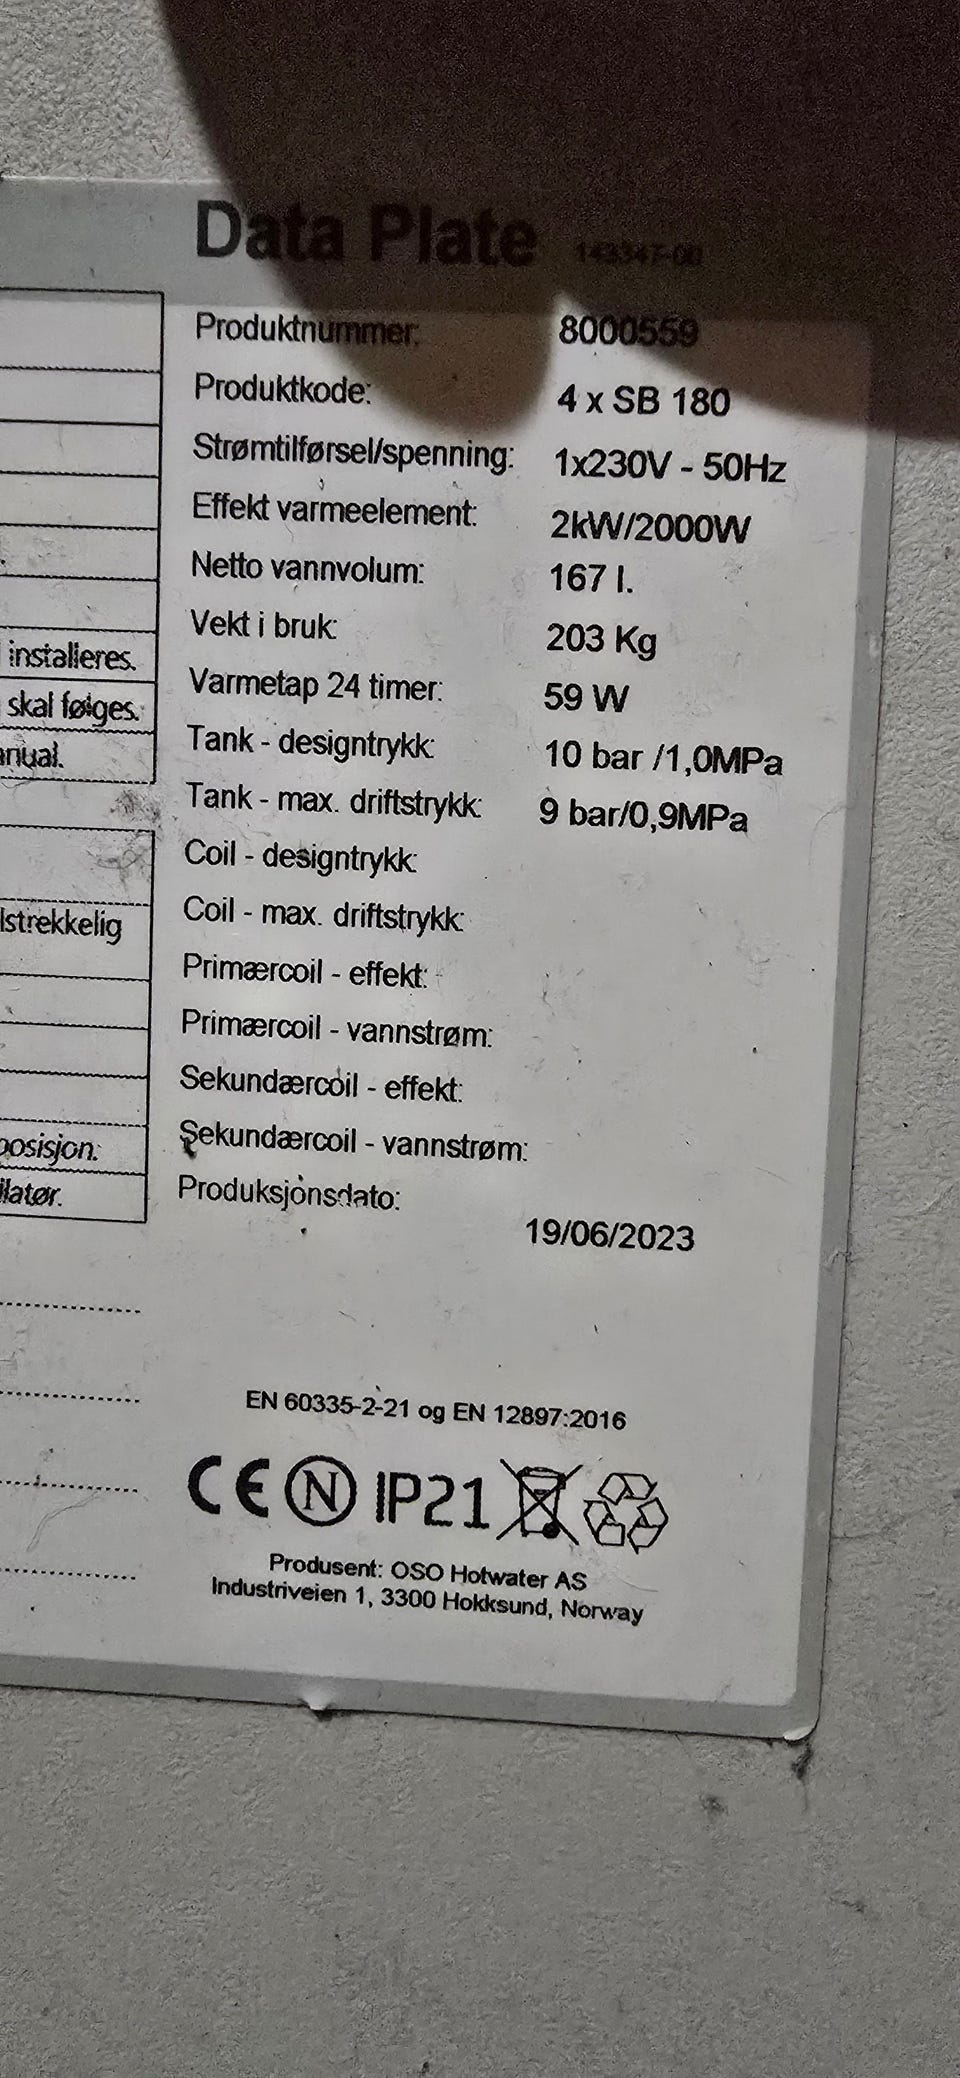 Data Plate 143347-00
Produktnummer: 8000559
Produktkode: 4 x SB 180
Strømtilførsel/spenning: 1x230V - 50Hz
Effekt varmeelement: 2kW/2000W
Netto vannvolum: 167 l.
Vekt i bruk: 203 Kg
Varmetap 24 timer: 59 W
Tank - designtrykk: 10 bar /1,0MPa
Tank - max. driftstrykk: 9 bar/0,9MPa
Coil - designtrykk:
Coil - max. driftstrykk:
Primærcoil - effekt:
Primærcoil - vannstrøm:
Sekundærcoil - effekt:
Sekundærcoil - vannstrøm:
Produksjonsdato:
19/06/2023
installeres.
skal følges.
anual.
lstrekkelig
posisjon.
latør.
EN 60335-2-21 og EN 12897:2016
CE N IP21
Produsent: OSO Hotwater AS
Industriveien 1, 3300 Hokksund, Norway